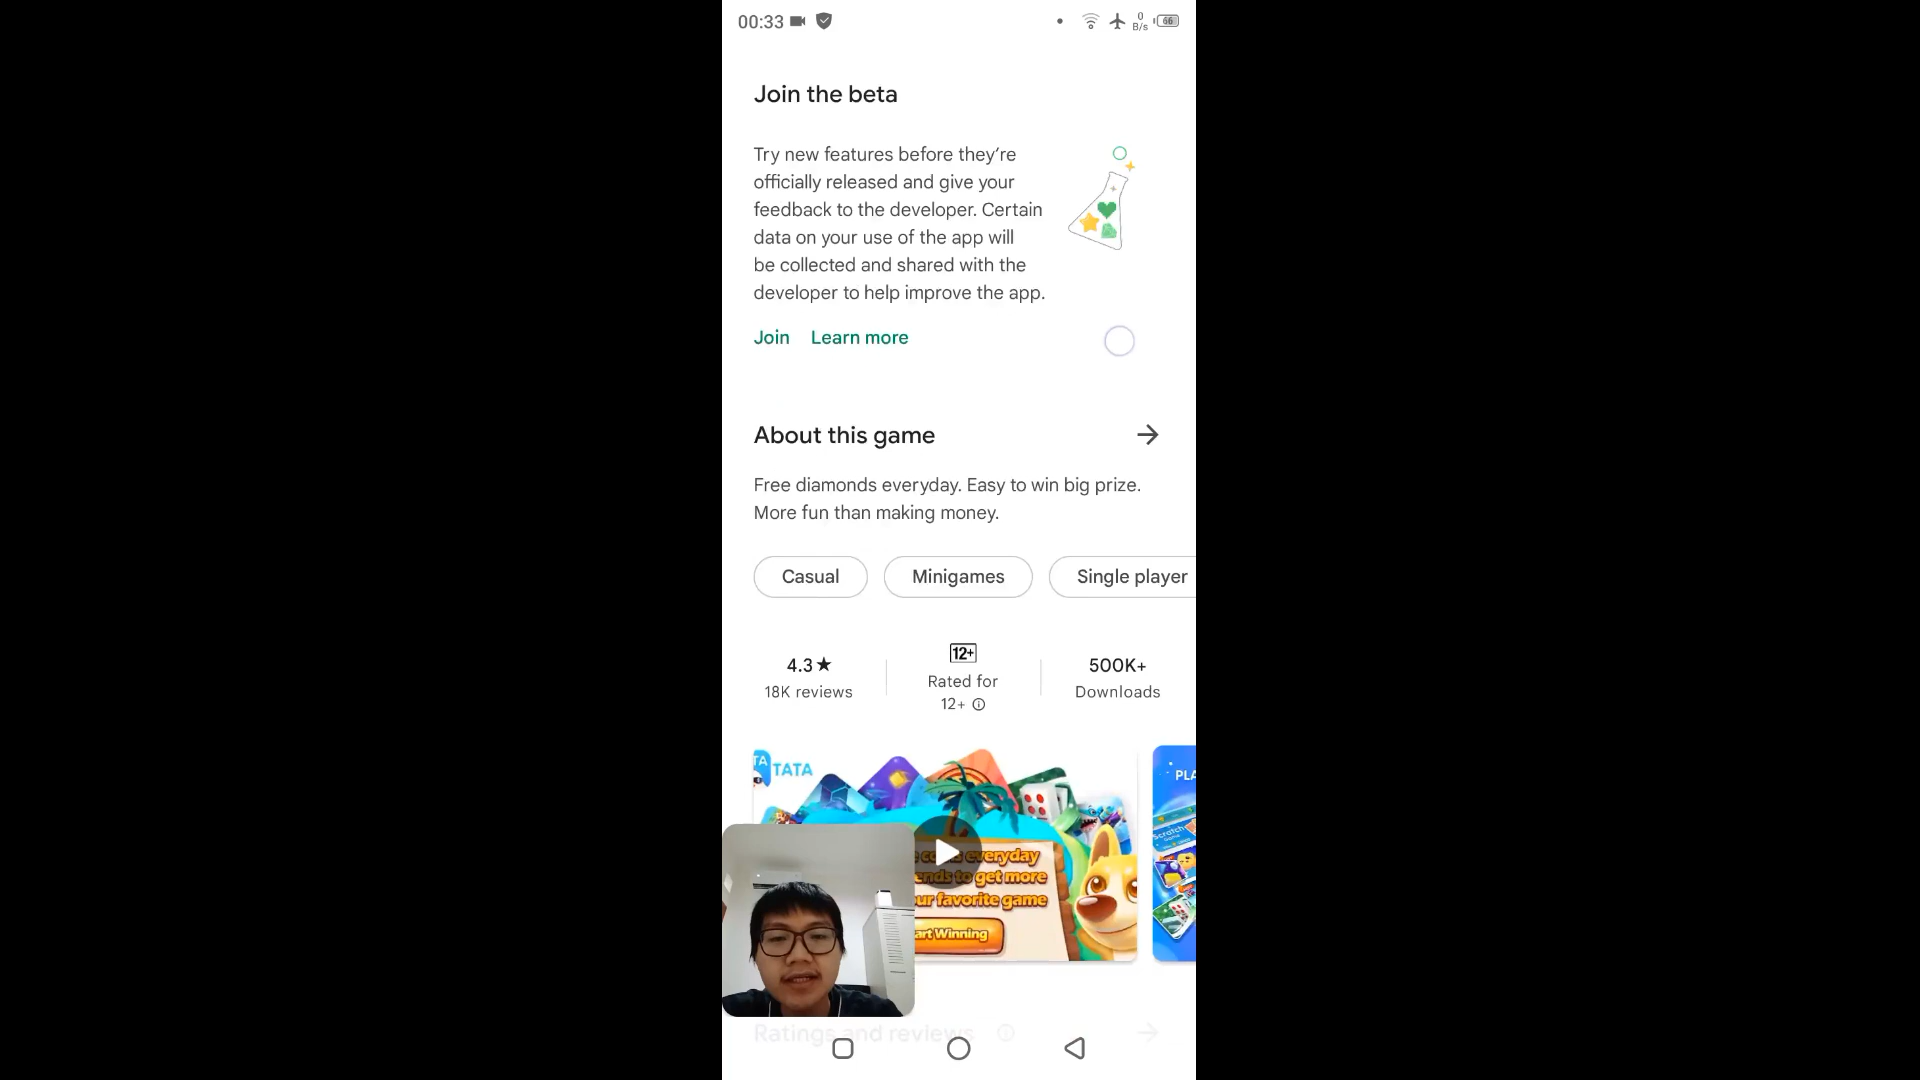 00:33
0
B/s
66
Join the beta
Try new features before they’re
officially released and give your
feedback to the developer. Certain
data on your use of the app will
be collected and shared with the
developer to help improve the app.
Join Learn more
About this game
Free diamonds everyday. Easy to win big prize.
More fun than making money.
Casual Minigames Single player
4.3★
18K reviews
12+
Rated for
12+
500K+
Downloads
TATA
everyday
to get more
favorite game
Winning
Scratch
Ratings and reviews